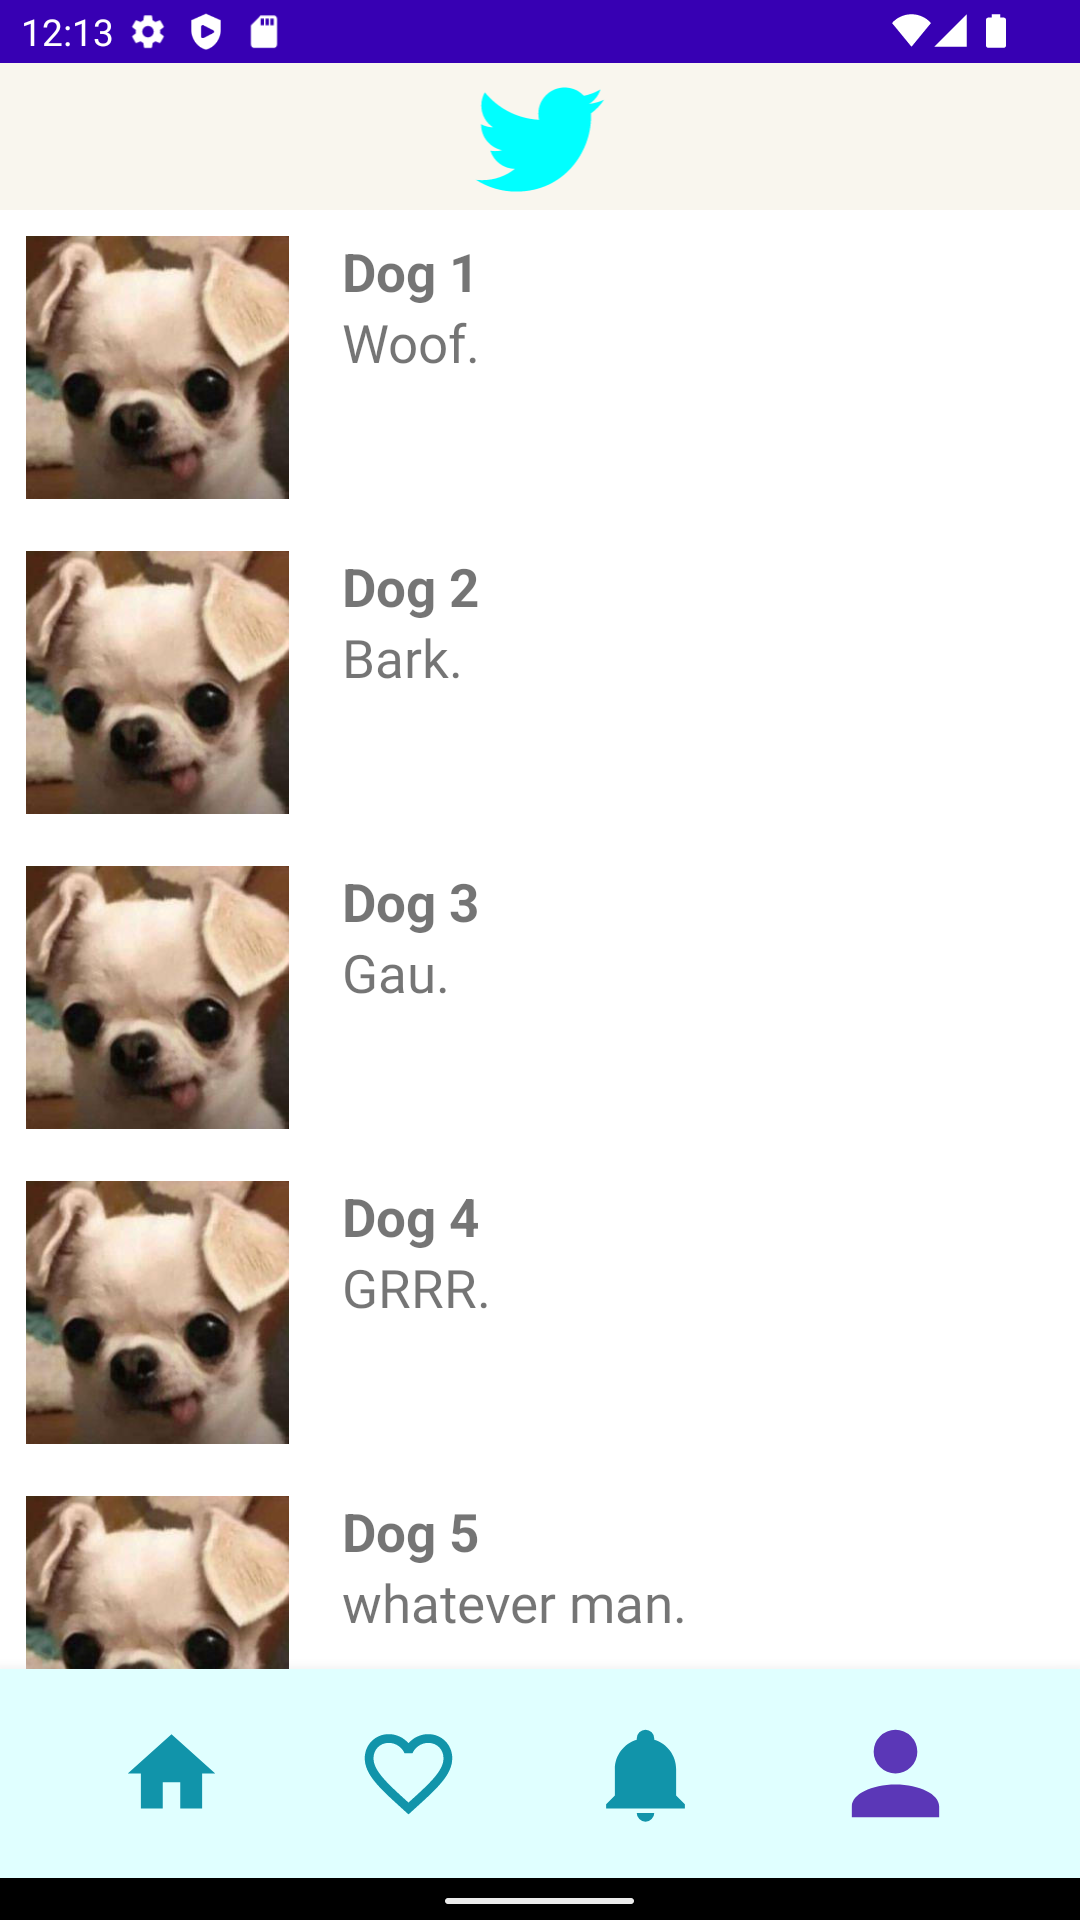 12:13
Dog 1
Woof.
Dog 2
Bark.
Dog 3
Gau.
Dog 4
GRRR.
Dog 5
whatever man.